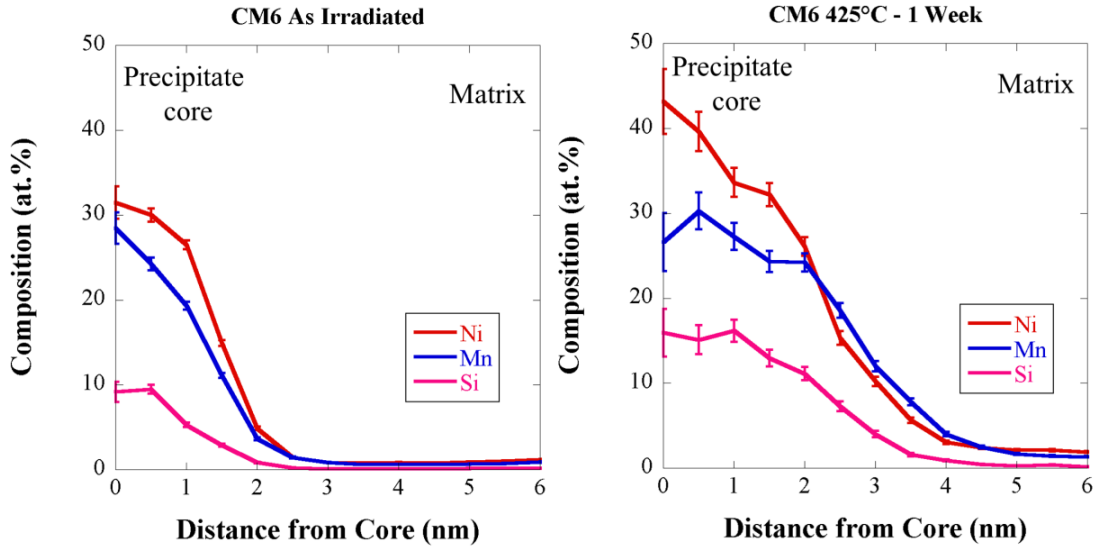 CM6 As Irradiated
50
40
30
20
10
0
Composition (at.%)
Precipitate
core
Matrix
Ni
Mn
Si
0 1 2 3 4 5 6
Distance from Core (nm)
CM6 425°C - 1 Week
50
40
30
20
10
0
Composition (at.%)
Precipitate
core
Matrix
Ni
Mn
Si
0 1 2 3 4 5 6
Distance from Core (nm)